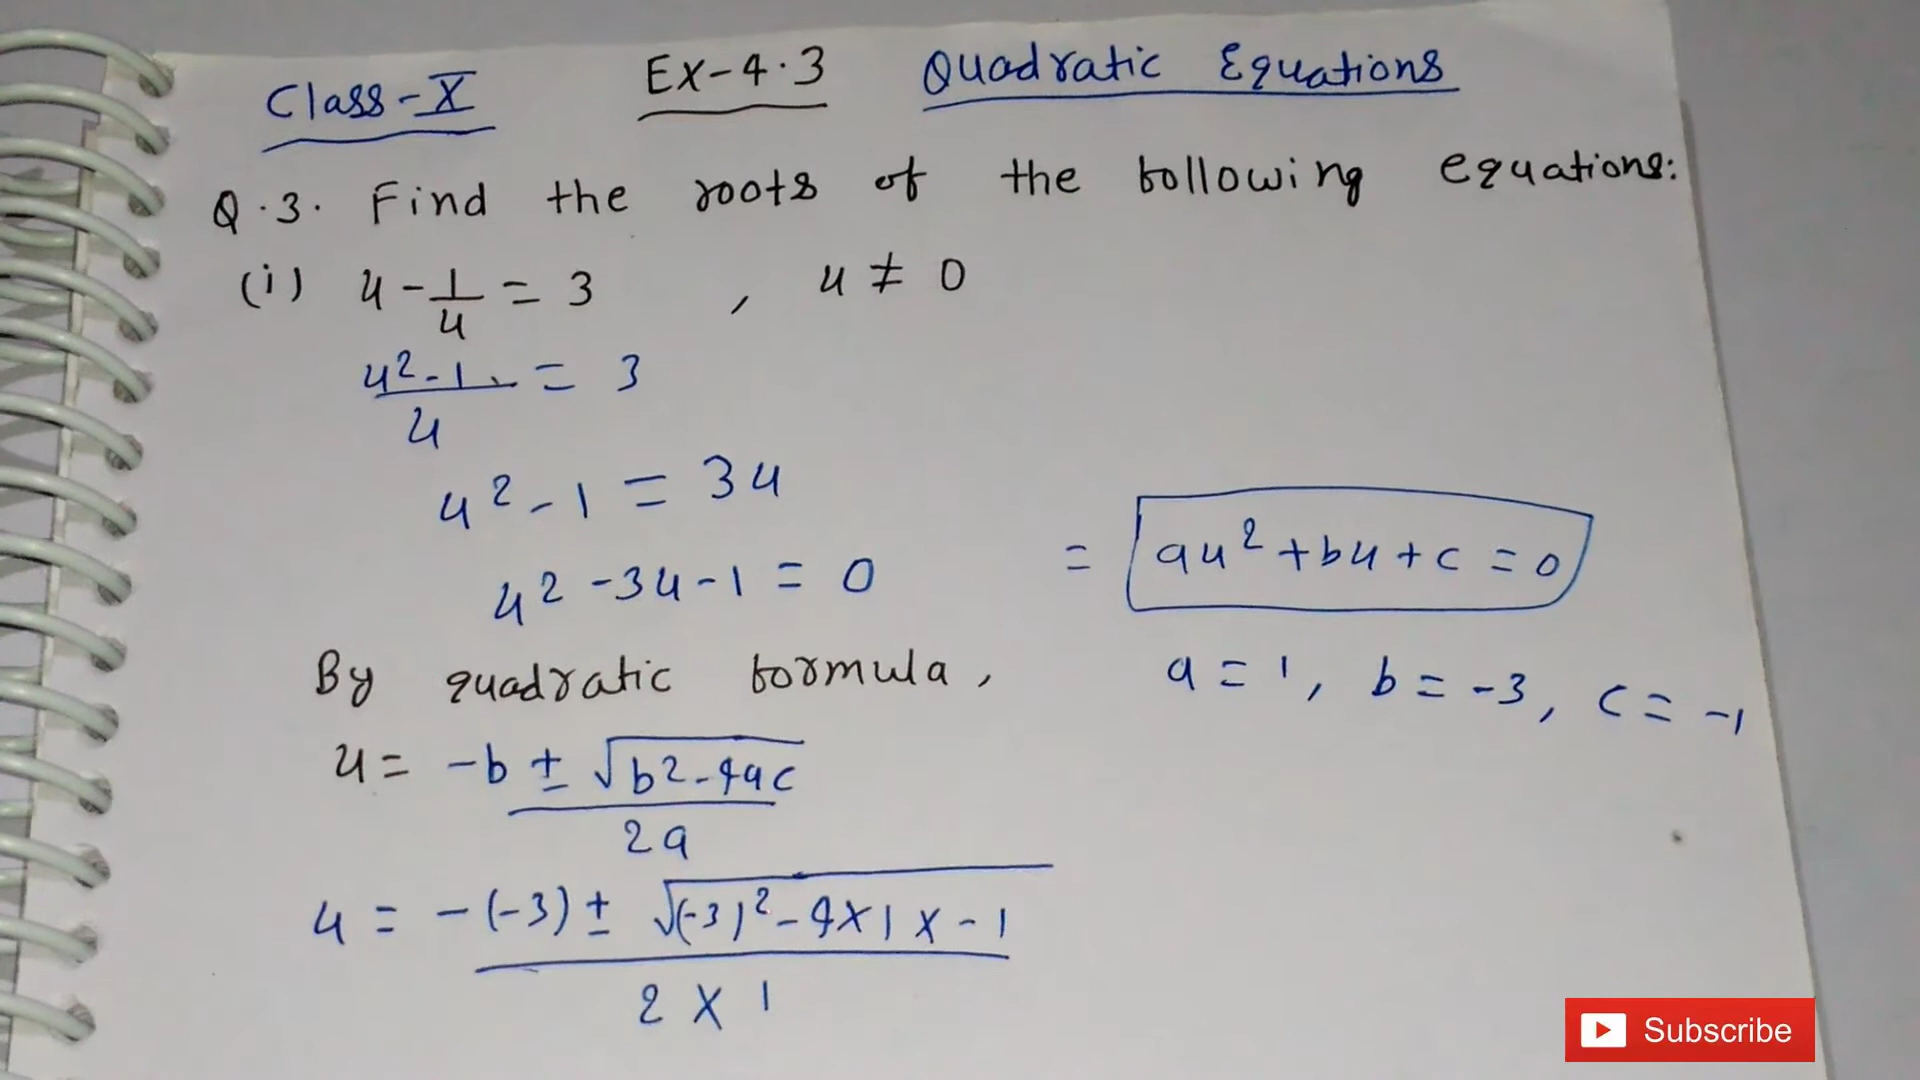 Class-X Ex-4.3 Quadratic Equations
Q.3. Find the roots of the following equations:
(i) x - 1/x = 3 , x ≠ 0
x² - 1 / x = 3
x² - 1 = 3x
x² - 3x - 1 = 0 = ax² + bx + c = 0
By quadratic formula, a = 1, b = -3, c = -1
x = -b ± √b² - 4ac / 2a
x = -(-3) ± √(-3)² - 4 x 1 x - 1 / 2 x 1
Subscribe